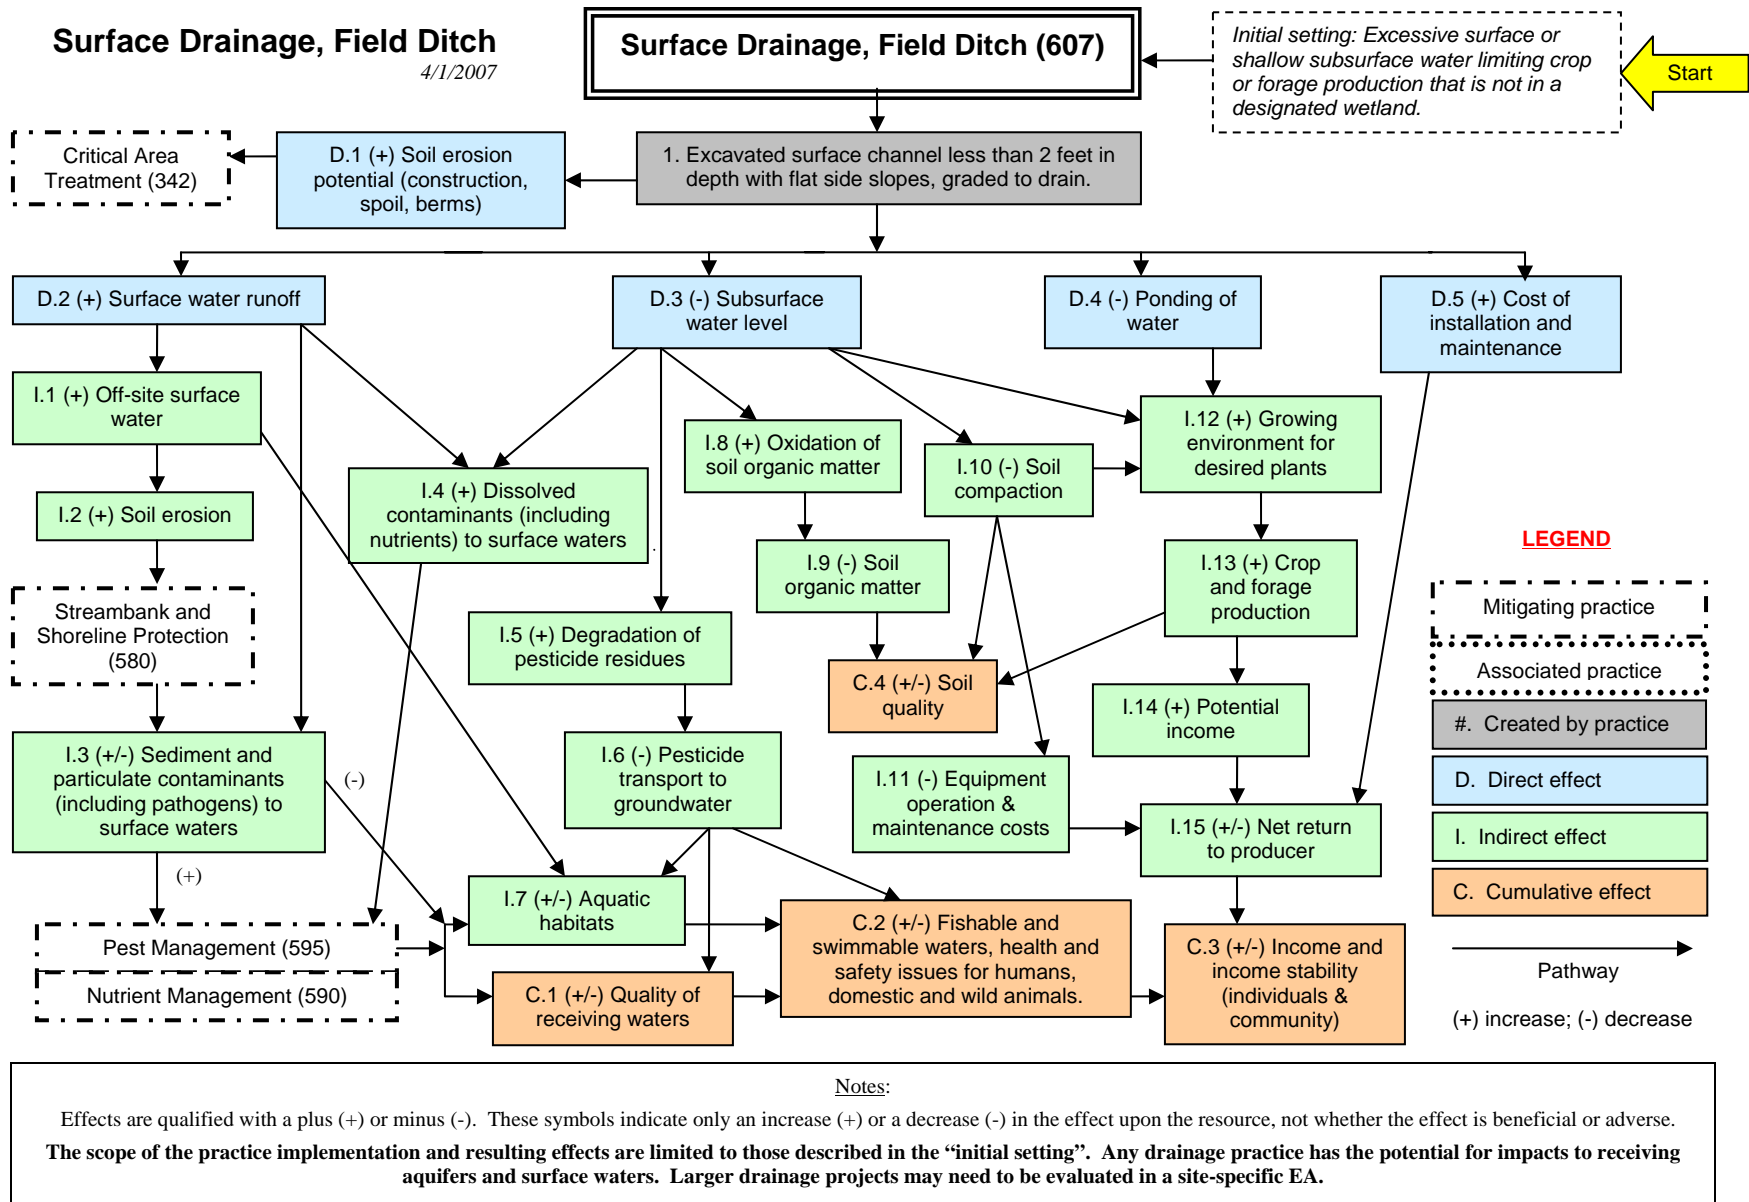 Surface Drainage, Field Ditch
4/1/2007
Surface Drainage, Field Ditch (607)
Initial setting: Excessive surface or
shallow subsurface water limiting crop
or forage production that is not in a
designated wetland.
Start
Critical Area
Treatment (342)
D.1 (+) Soil erosion
potential (construction,
spoil, berms)
1. Excavated surface channel less than 2 feet in
depth with flat side slopes, graded to drain.
D.2 (+) Surface water runoff
D.3 (-) Subsurface
water level
D.4 (-) Ponding of
water
D.5 (+) Cost of
installation and
maintenance
I.1 (+) Off-site surface
water
I.2 (+) Soil erosion
Streambank and
Shoreline Protection
(580)
I.3 (+/-) Sediment and
particulate contaminants
(including pathogens) to
surface waters
(-)
(+)
I.4 (+) Dissolved
contaminants (including
nutrients) to surface waters
.
I.5 (+) Degradation of
pesticide residues
I.6 (-) Pesticide
transport to
groundwater
I.7 (+/-) Aquatic
habitats
I.8 (+) Oxidation of
soil organic matter
I.9 (-) Soil
organic matter
I.10 (-) Soil
compaction
I.11 (-) Equipment
operation &
maintenance costs
I.12 (+) Growing
environment for
desired plants
I.13 (+) Crop
and forage
production
I.14 (+) Potential
income
I.15 (+/-) Net return
to producer
Pest Management (595)
Nutrient Management (590)
C.1 (+/-) Quality of
receiving waters
C.2 (+/-) Fishable and
swimmable waters, health and
safety issues for humans,
domestic and wild animals.
C.3 (+/-) Income and
income stability
(individuals &
community)
C.4 (+/-) Soil
quality
LEGEND
Mitigating practice
Associated practice
#. Created by practice
D. Direct effect
I. Indirect effect
C. Cumulative effect
Pathway
(+) increase; (-) decrease
Notes:
Effects are qualified with a plus (+) or minus (-). These symbols indicate only an increase (+) or a decrease (-) in the effect upon the resource, not whether the effect is beneficial or adverse.
The scope of the practice implementation and resulting effects are limited to those described in the “initial setting”. Any drainage practice has the potential for impacts to receiving
aquifers and surface waters. Larger drainage projects may need to be evaluated in a site-specific EA.